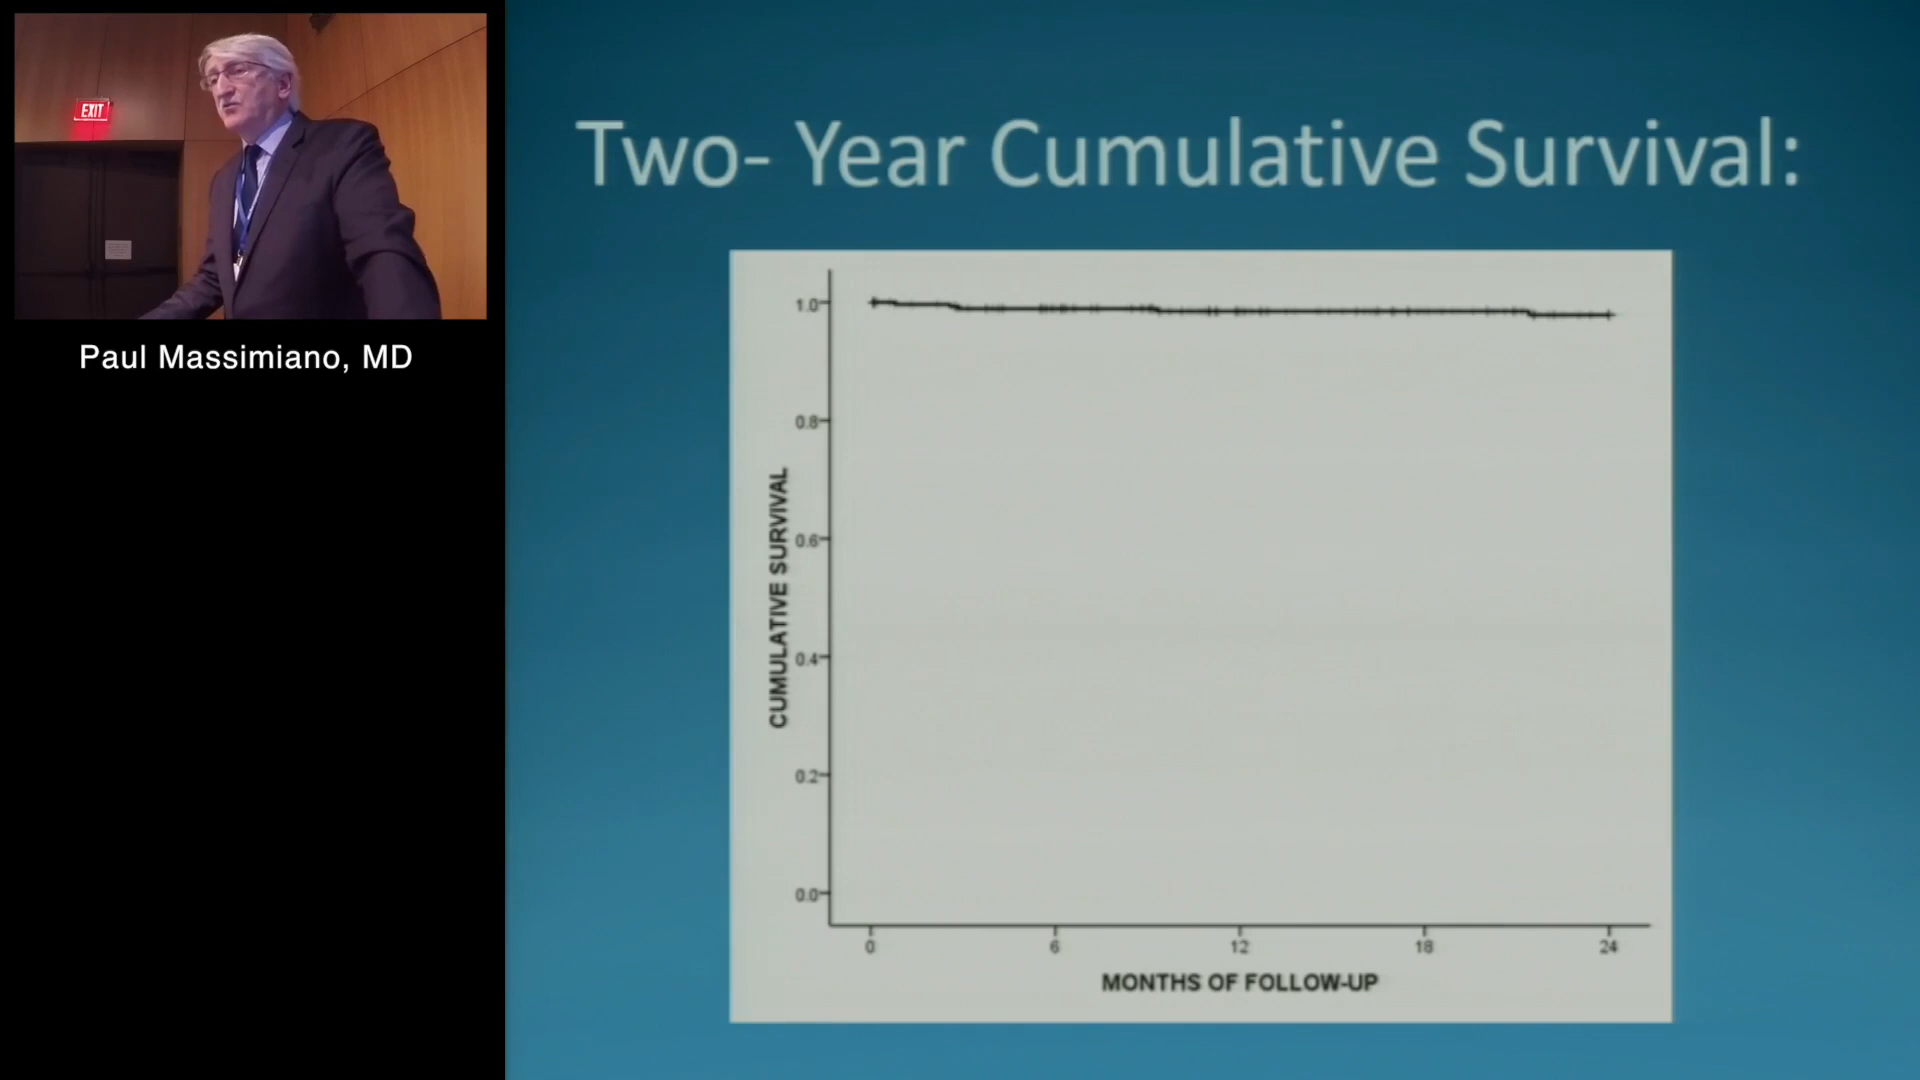 EXIT
Paul Massimiano, MD
Two- Year Cumulative Survival:
CUMULATIVE SURVIVAL
1.0
0.8
0.6
0.4
0.2
0.0
0 6 12 18 24
MONTHS OF FOLLOW-UP